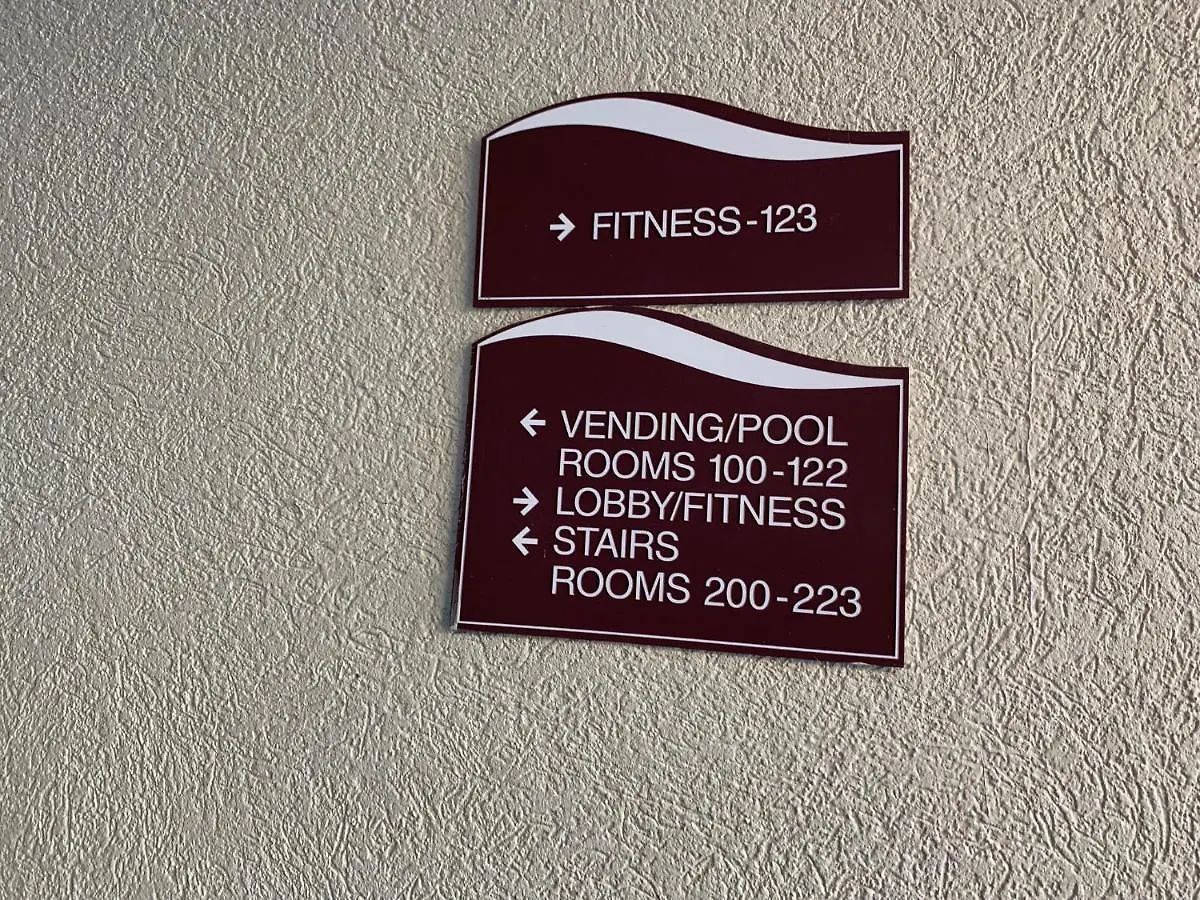 → FITNESS-123
← VENDING/POOL
ROOMS 100-122
→ LOBBY/FITNESS
← STAIRS
ROOMS 200-223